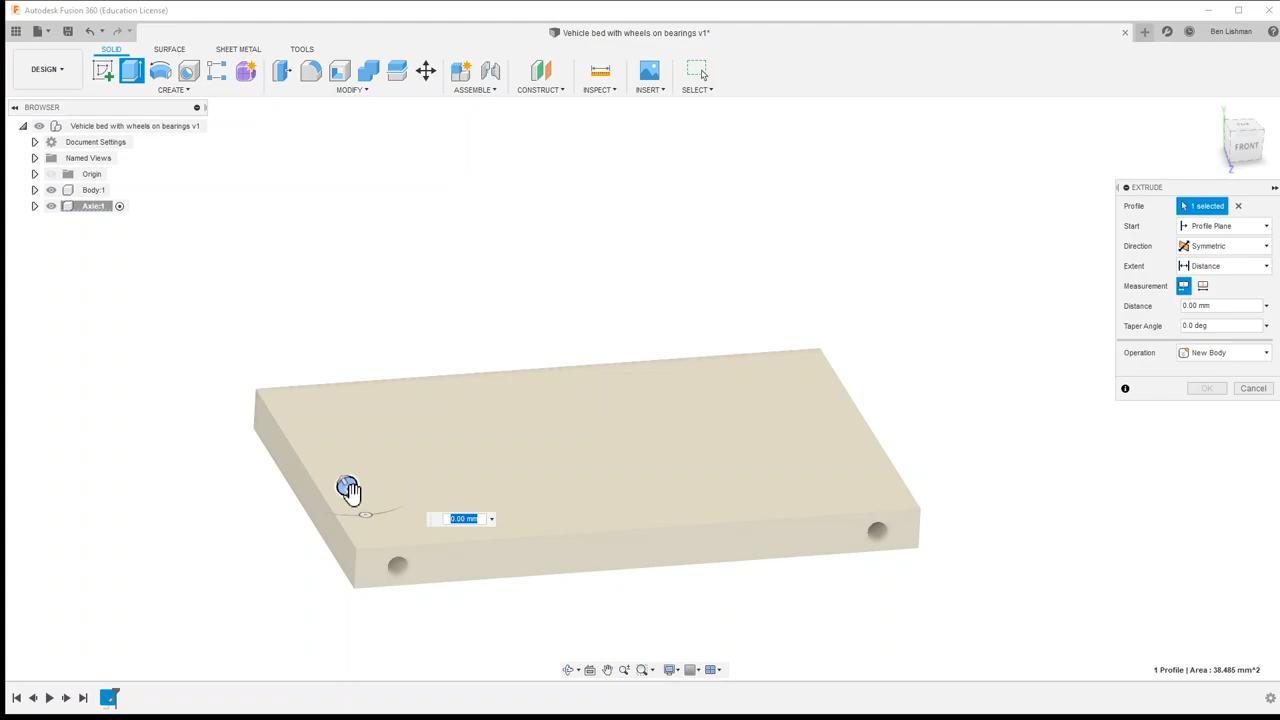 Autodesk Fusion 360 (Education License)
Vehicle bed with wheels on bearings v1*
Ben Lishman
SOLID SURFACE SHEET METAL TOOLS
DESIGN
CREATE MODIFY ASSEMBLE CONSTRUCT INSPECT INSERT SELECT
BROWSER
Vehicle bed with wheels on bearings v1
Document Settings
Named Views
Origin
Body:1
Axle:1
FRONT
EXTRUDE
Profile 1 selected
Start Profile Plane
Direction Symmetric
Extent Distance
Measurement
Distance 0.00 mm
Taper Angle 0.0 deg
Operation New Body
OK Cancel
0.00 mm
1 Profile | Area : 38.485 mm^2